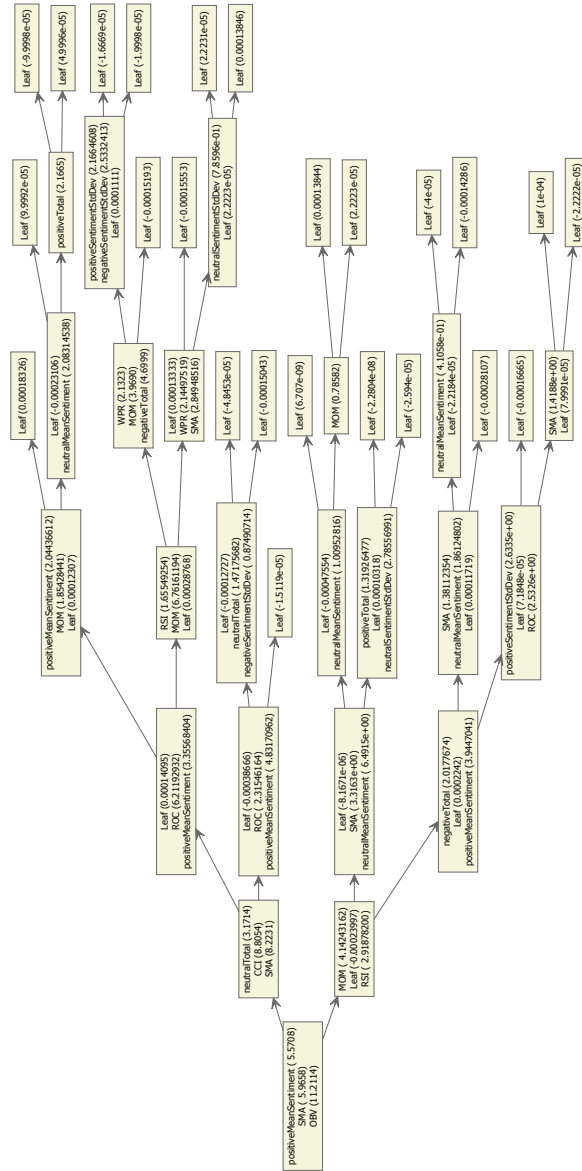 positiveMeanSentiment ( 5.5708)
SMA ( 5.9658)
OBV (11.2114)
neutralTotal (3.1714)
CCI (8.8054)
SMA (8.2231)
MOM ( 4.14243162)
Leaf (-0.00023997)
RSI ( 2.91878200)
Leaf (0.00014095)
ROC (6.21192932)
positiveMeanSentiment (3.35568404)
Leaf (-0.00038666)
ROC ( 2.31546164)
positiveMeanSentiment ( 4.83170962)
Leaf (-8.1671e-06)
SMA ( 3.3163e+00)
neutralMeanSentiment ( 6.4915e+00)
negativeTotal (2.0177674)
Leaf (0.0002242)
positiveMeanSentiment (3.9447041)
positiveMeanSentiment (2.04436612)
MOM (1.85428441)
Leaf (0.00012307)
RSI (1.65549254)
MOM (6.76161194)
Leaf (0.00028768)
Leaf (-0.00012727)
neutralTotal (1.47175682)
negativeSentimentStdDev ( 0.87490714)
Leaf (-1.5119e-05)
Leaf (-0.00047554)
neutralMeanSentiment ( 1.00952816)
positiveTotal (1.31926477)
Leaf (0.00010318)
neutralSentimentStdDev (2.78556991)
SMA (1.38112354)
neutralMeanSentiment (1.86124802)
Leaf (0.00011719)
positiveSentimentStdDev (2.6335e+00)
Leaf (7.1848e-05)
ROC (2.5326e+00)
Leaf (0.00018326)
Leaf (-0.00023106)
neutralMeanSentiment ( 2.08314538)
WPR (2.1323)
MOM (3.9690)
negativeTotal (4.6999)
Leaf (0.00013333)
WPR (2.14497519)
SMA (2.84948516)
Leaf (-4.8453e-05)
Leaf (-0.00015043)
Leaf (6.707e-09)
MOM (0.78582)
Leaf (-2.2804e-08)
Leaf (-2.594e-05)
neutralMeanSentiment ( 4.1058e-01)
Leaf (-2.2184e-05)
Leaf (-0.00028107)
Leaf (-0.00016665)
SMA (1.4188e+00)
Leaf (7.9991e-05)
Leaf (9.9992e-05)
positiveTotal (2.1665)
positiveSentimentStdDev (2.1664608)
negativeSentimentStdDev (2.5332413)
Leaf (0.0001111)
Leaf (-0.00015193)
Leaf (-0.00015553)
neutralSentimentStdDev (7.8596e-01)
Leaf (2.2223e-05)
Leaf (0.00013844)
Leaf (2.2223e-05)
Leaf (-4e-05)
Leaf (-0.00014286)
Leaf (1e-04)
Leaf (-2.2222e-05)
Leaf (-9.9998e-05)
Leaf (4.9996e-05)
Leaf (-1.6669e-05)
Leaf (-1.9998e-05)
Leaf (2.2231e-05)
Leaf (0.00013846)